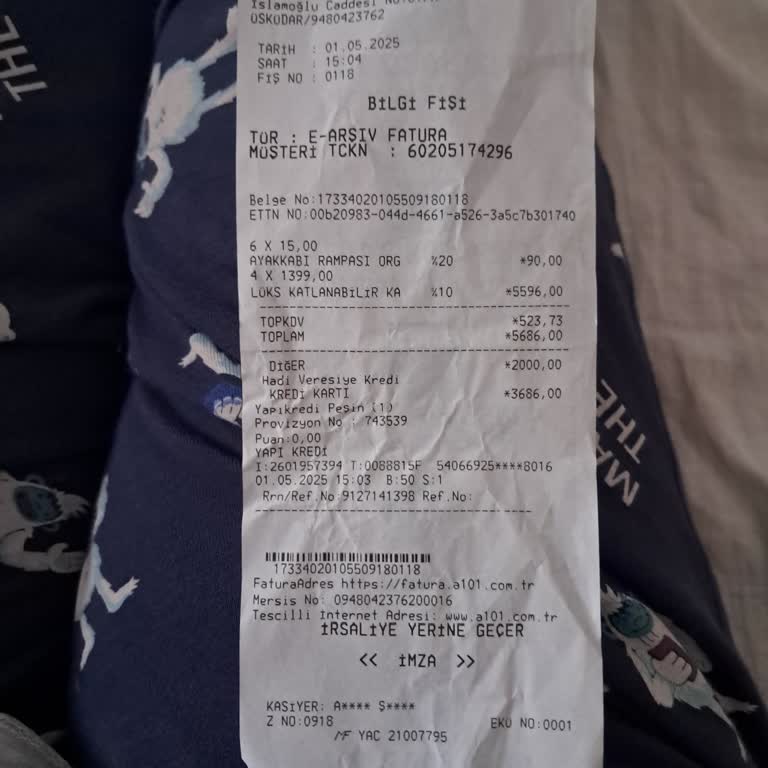 İslamoğlu Caddesi
ÜSKÜDAR/9480423762
TARİH : 01.05.2025
SAAT : 15:04
FİŞ NO : 0118
BİLGİ FİŞİ
TÜR : E-ARŞİV FATURA
MÜŞTERİ TCKN : 60205174296
Belge No:17334020105509180118
ETTN NO:00b20983-044d-4661-a526-3a5c7b301740
6 X 15,00
AYAKKABI RAMPASI ORG %20 *90,00
4 X 1399,00
LÜKS KATLANABİLİR KA %10 *5596,00
TOPKDV *523,73
TOPLAM *5686,00
DİĞER *2000,00
Hadi Veresiye Kredi
KREDİ KARTI *3686,00
Yapıkredi Peşin (1)
Provizyon No : 743539
Puan:0,00
YAPI KREDİ
I:2601957394 T:0088815F 54066925****8016
01.05.2025 15:03 B:50 S:1
Rrn/Ref.No:9127141398 Ref.No:
17334020105509180118
FaturaAdres https://fatura.a101.com.tr
Mersis No: 0948042376200016
Tescilli İnternet Adresi: www.a101.com.tr
İRSALİYE YERİNE GEÇER
<< İMZA >>
KASİYER: A**** Ş****
Z NO:0918 EKÜ NO:0001
MF YAC 21007795
THE
THE